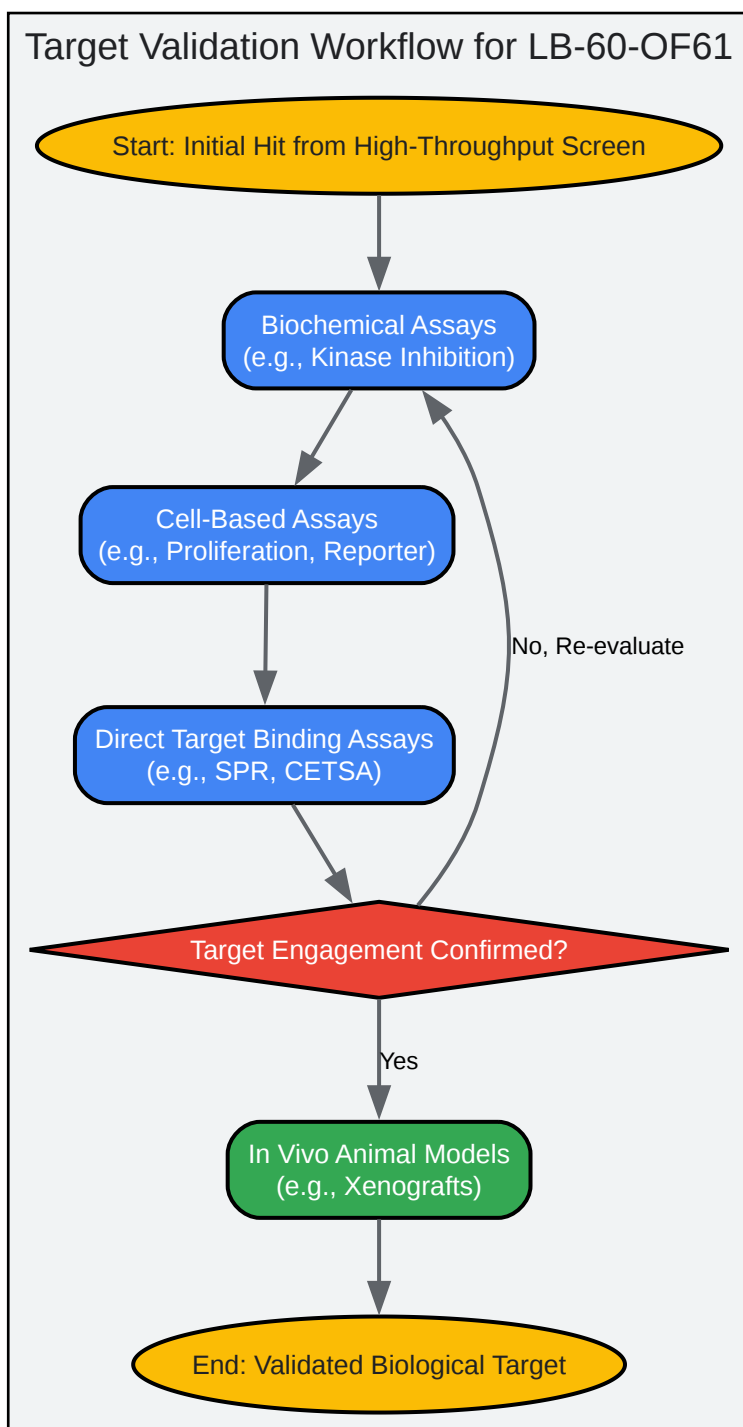 Target Validation Workflow for LB-60-OF61
Start: Initial Hit from High-Throughput Screen
Biochemical Assays
(e.g., Kinase Inhibition)
Cell-Based Assays
(e.g., Proliferation, Reporter)
No, Re-evaluate
Direct Target Binding Assays
(e.g., SPR, CETSA)
Target Engagement Confirmed?
Yes
In Vivo Animal Models
(e.g., Xenografts)
End: Validated Biological Target